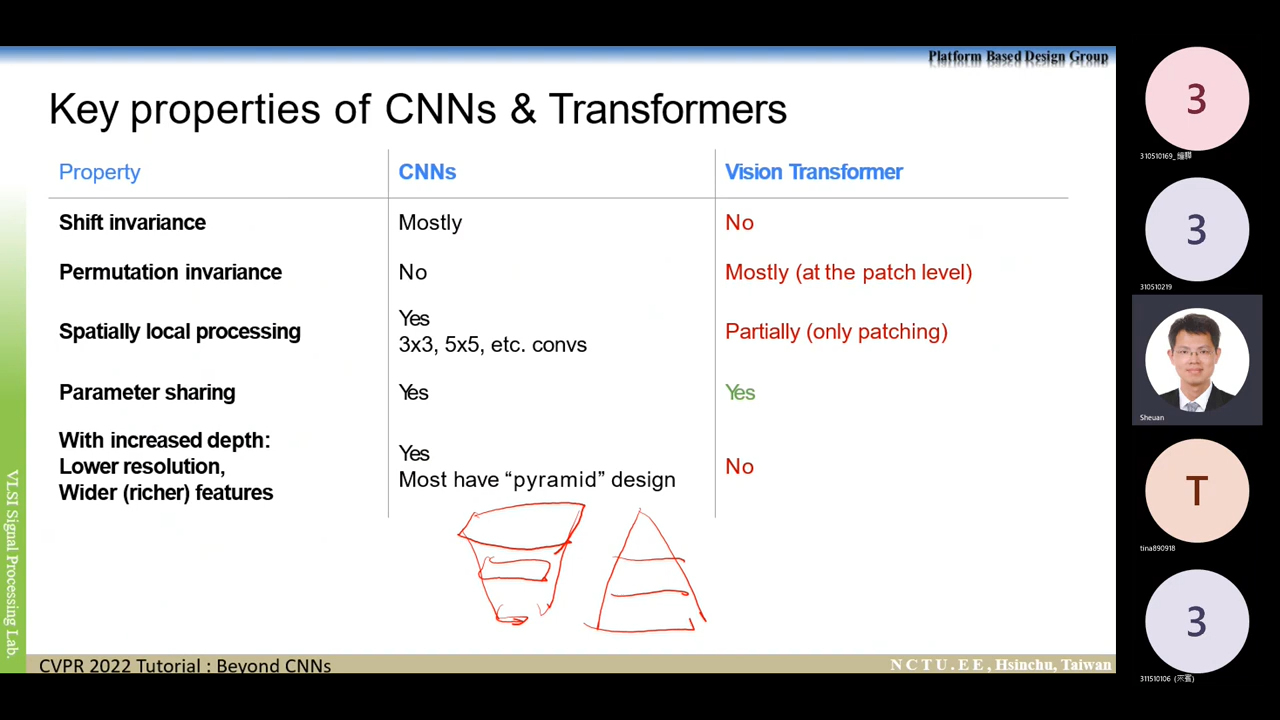 Platform Based Design Group
Key properties of CNNs & Transformers
Property CNNs Vision Transformer
Shift invariance Mostly No
Permutation invariance No Mostly (at the patch level)
Spatially local processing Yes Partially (only patching)
3x3, 5x5, etc. convs
Parameter sharing Yes Yes
With increased depth:
Lower resolution,
Wider (richer) features
Yes
Most have “pyramid” design
No
VLSI Signal Processing Lab.
CVPR 2022 Tutorial : Beyond CNNs
N C T U . E E , Hsinchu, Taiwan
3
310510169_
3
310510219
Sheuan
T
tina890918
3
311510106